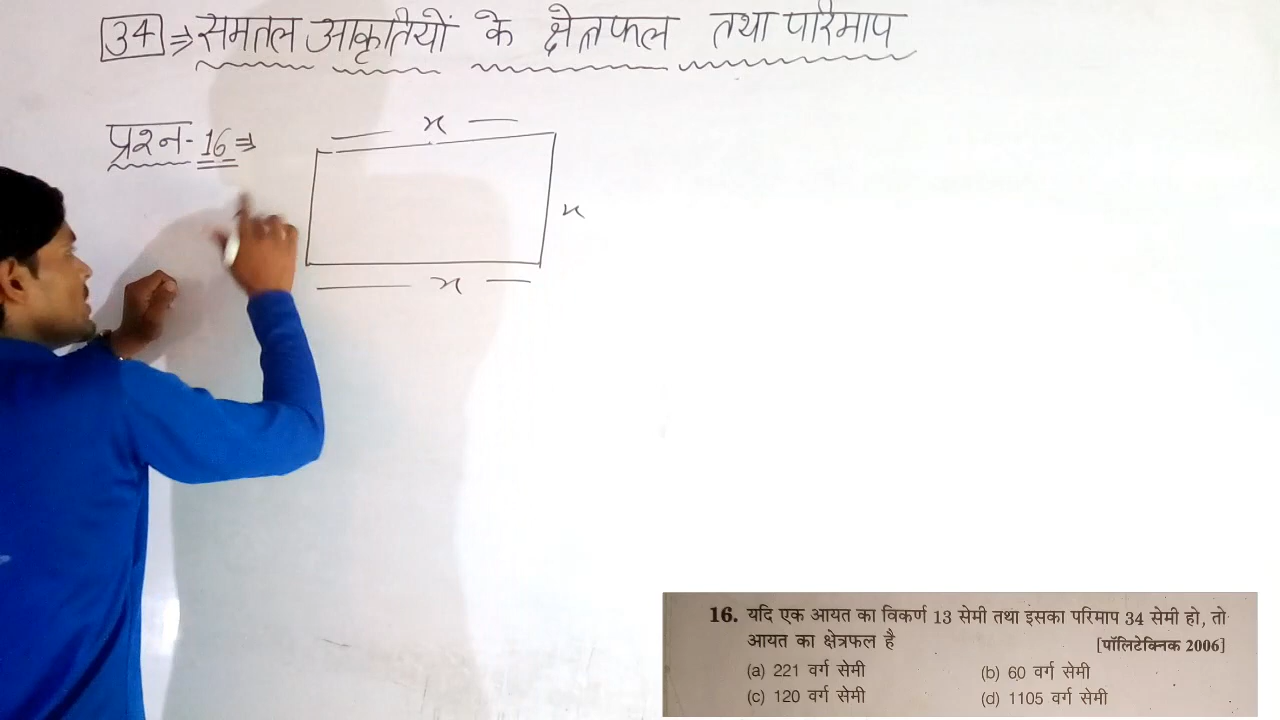 34 ⇒ समतल आकृतियों के क्षेत्रफल तथा परिमाप
प्रश्न-16 ⇒
x
x
x
16. यदि एक आयत का विकर्ण 13 सेमी तथा इसका परिमाप 34 सेमी हो, तो
आयत का क्षेत्रफल है [पॉलिटेक्निक 2006]
(a) 221 वर्ग सेमी (b) 60 वर्ग सेमी
(c) 120 वर्ग सेमी (d) 1105 वर्ग सेमी